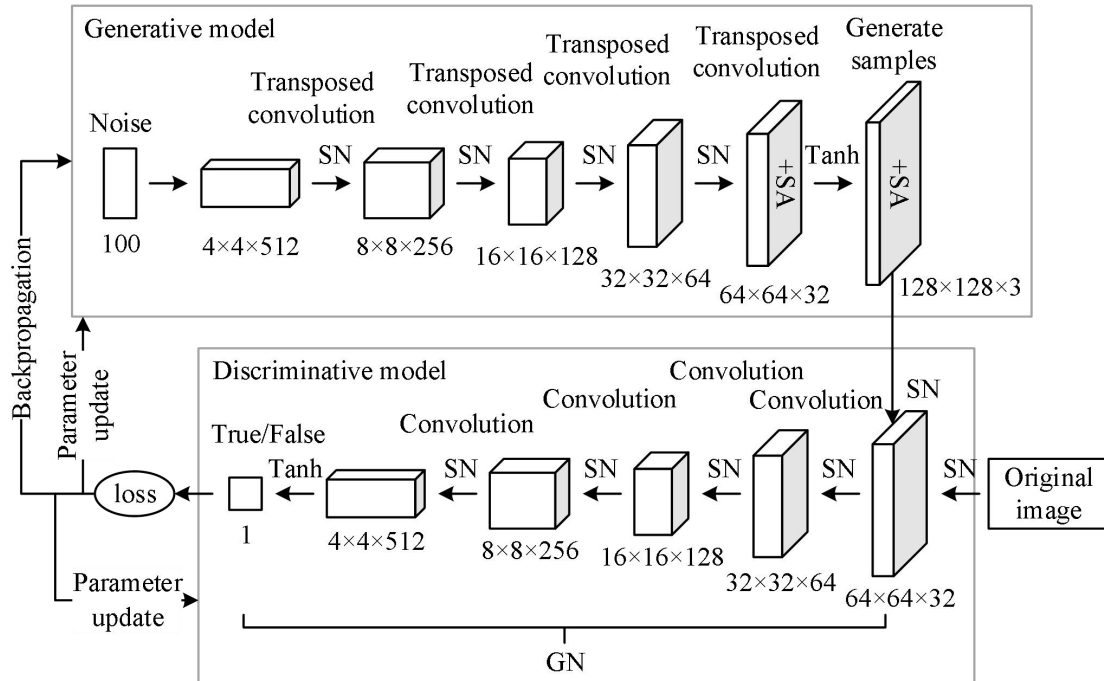 Generative model
Noise
100
4×4×512
Transposed
convolution
SN
8×8×256
Transposed
convolution
SN
16×16×128
Transposed
convolution
SN
32×32×64
Transposed
convolution
SN
+SA
64×64×32
Tanh
Generate
samples
+SA
128×128×3
Backpropagation
Parameter
update
Discriminative model
True/False
Tanh
loss
1
4×4×512
Convolution
SN
8×8×256
Convolution
SN
16×16×128
Convolution
SN
32×32×64
Convolution
SN
64×64×32
SN
SN
Original
image
Parameter
update
GN